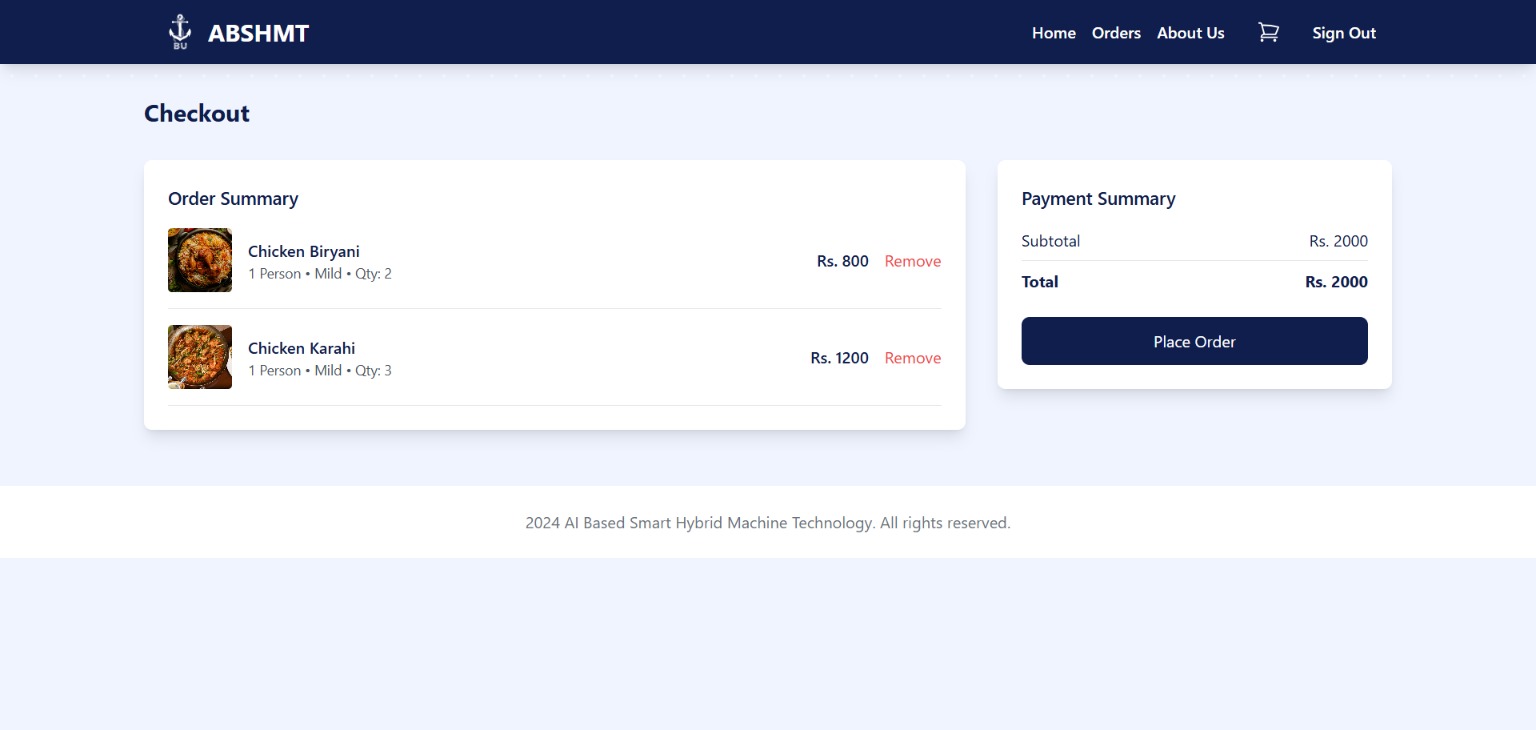 BU
ABSHMT
Home Orders About Us Sign Out
Checkout
Order Summary
Chicken Biryani
1 Person • Mild • Qty: 2
Rs. 800 Remove
Chicken Karahi
1 Person • Mild • Qty: 3
Rs. 1200 Remove
Payment Summary
Subtotal Rs. 2000
Total Rs. 2000
Place Order
2024 AI Based Smart Hybrid Machine Technology. All rights reserved.